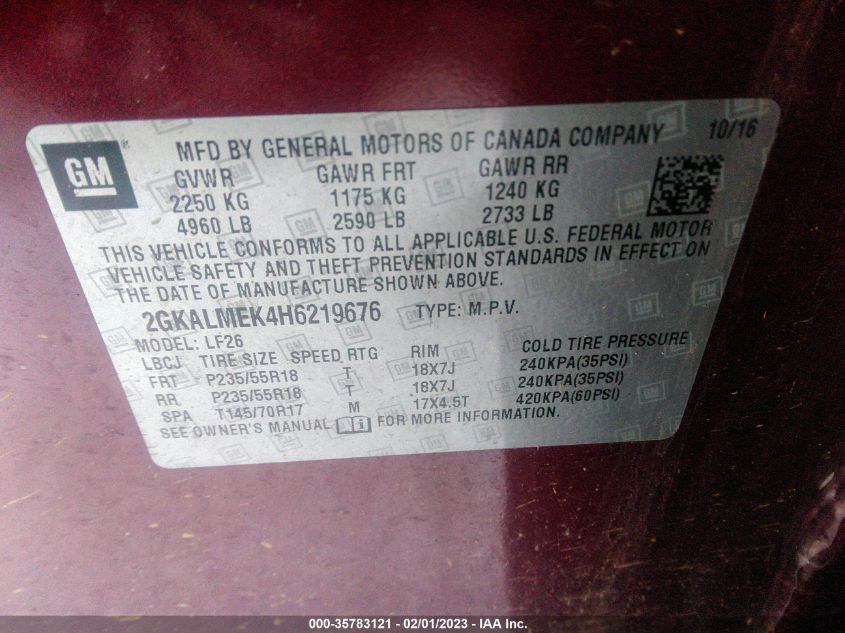 GM
MFD BY GENERAL MOTORS OF CANADA COMPANY 10/16
GVWR GAWR FRT GAWR RR
2250 KG 1175 KG 1240 KG
4960 LB 2590 LB 2733 LB
THIS VEHICLE CONFORMS TO ALL APPLICABLE U.S. FEDERAL MOTOR
VEHICLE SAFETY AND THEFT PREVENTION STANDARDS IN EFFECT ON
THE DATE OF MANUFACTURE SHOWN ABOVE.
2GKALMEK4H6219676 TYPE: M.P.V.
MODEL: LF26
LBCJ TIRE SIZE SPEED RTG RIM COLD TIRE PRESSURE
FRT P235/55R18 T 18X7J 240KPA(35PSI)
RR P235/55R18 T 18X7J 240KPA(35PSI)
SPA T145/70R17 M 17X4.5T 420KPA(60PSI)
SEE OWNER'S MANUAL FOR MORE INFORMATION.
000-35783121 - 02/01/2023 - IAA Inc.